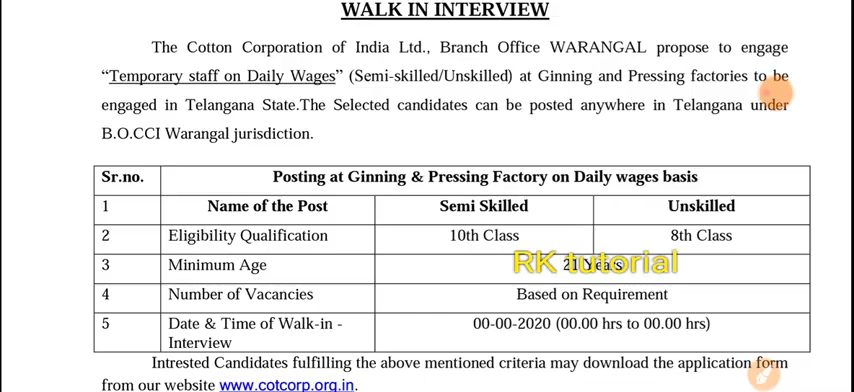 WALK IN INTERVIEW
The Cotton Corporation of India Ltd., Branch Office WARANGAL propose to engage
“Temporary staff on Daily Wages” (Semi-skilled/Unskilled) at Ginning and Pressing factories to be
engaged in Telangana State.The Selected candidates can be posted anywhere in Telangana under
B.O.CCI Warangal jurisdiction.
Sr.no. Posting at Ginning & Pressing Factory on Daily wages basis
1 Name of the Post Semi Skilled Unskilled
2 Eligibility Qualification 10th Class 8th Class
3 Minimum Age 21 Years
RK tutorial
4 Number of Vacancies Based on Requirement
5 Date & Time of Walk-in - 00-00-2020 (00.00 hrs to 00.00 hrs)
Interview
Intrested Candidates fulfilling the above mentioned criteria may download the application form
from our website www.cotcorp.org.in.